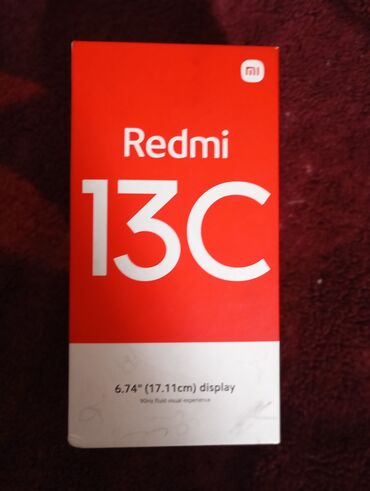 mi
Redmi
13C
6.74" (17.11cm) display
90Hz fluid visual experience